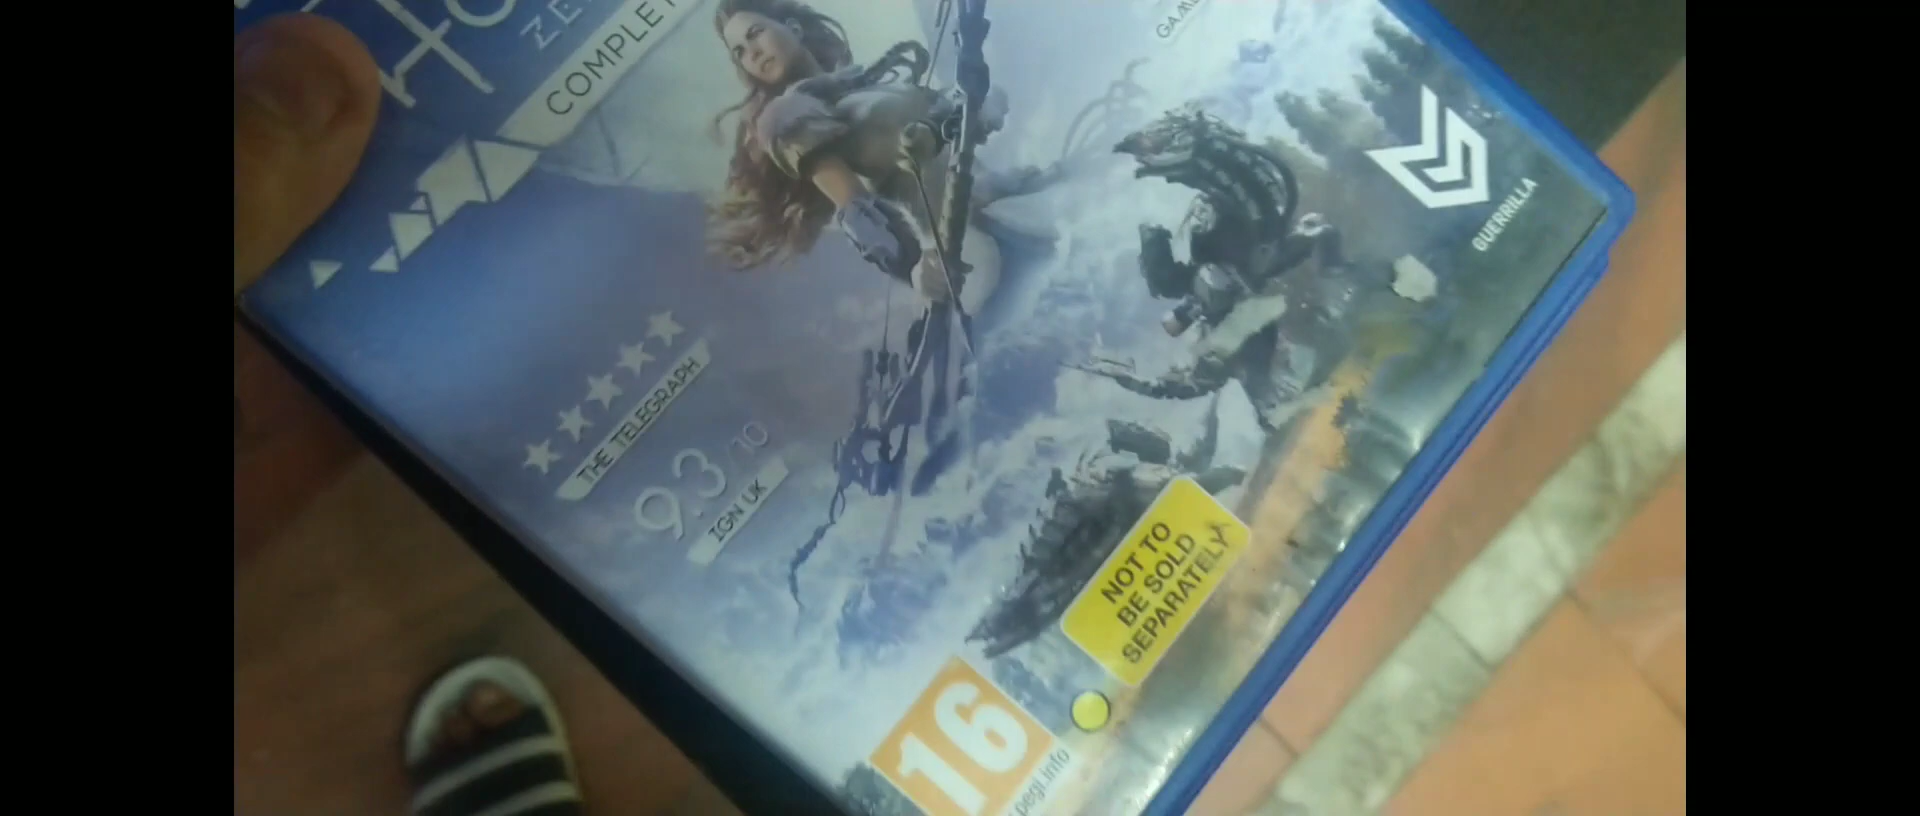 COMPLET
THE TELEGRAPH
9.3/10
IGN UK
GUERRILLA
NOT TO
BE SOLD
SEPARATELY
16
pegi.info